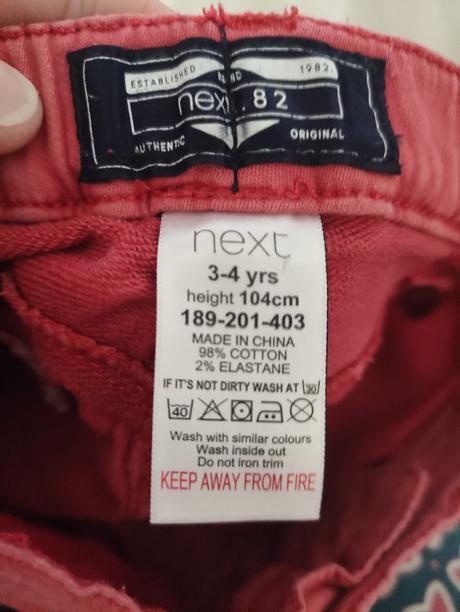 ESTABLISHED 1982.
next.82
AUTHENTIC ORIGINAL
next
3-4 yrs
height 104cm
189-201-403
MADE IN CHINA
98% COTTON
2% ELASTANE
IF IT'S NOT DIRTY WASH AT 30
40
Wash with similar colours
Wash inside out
Do not iron trim
KEEP AWAY FROM FIRE